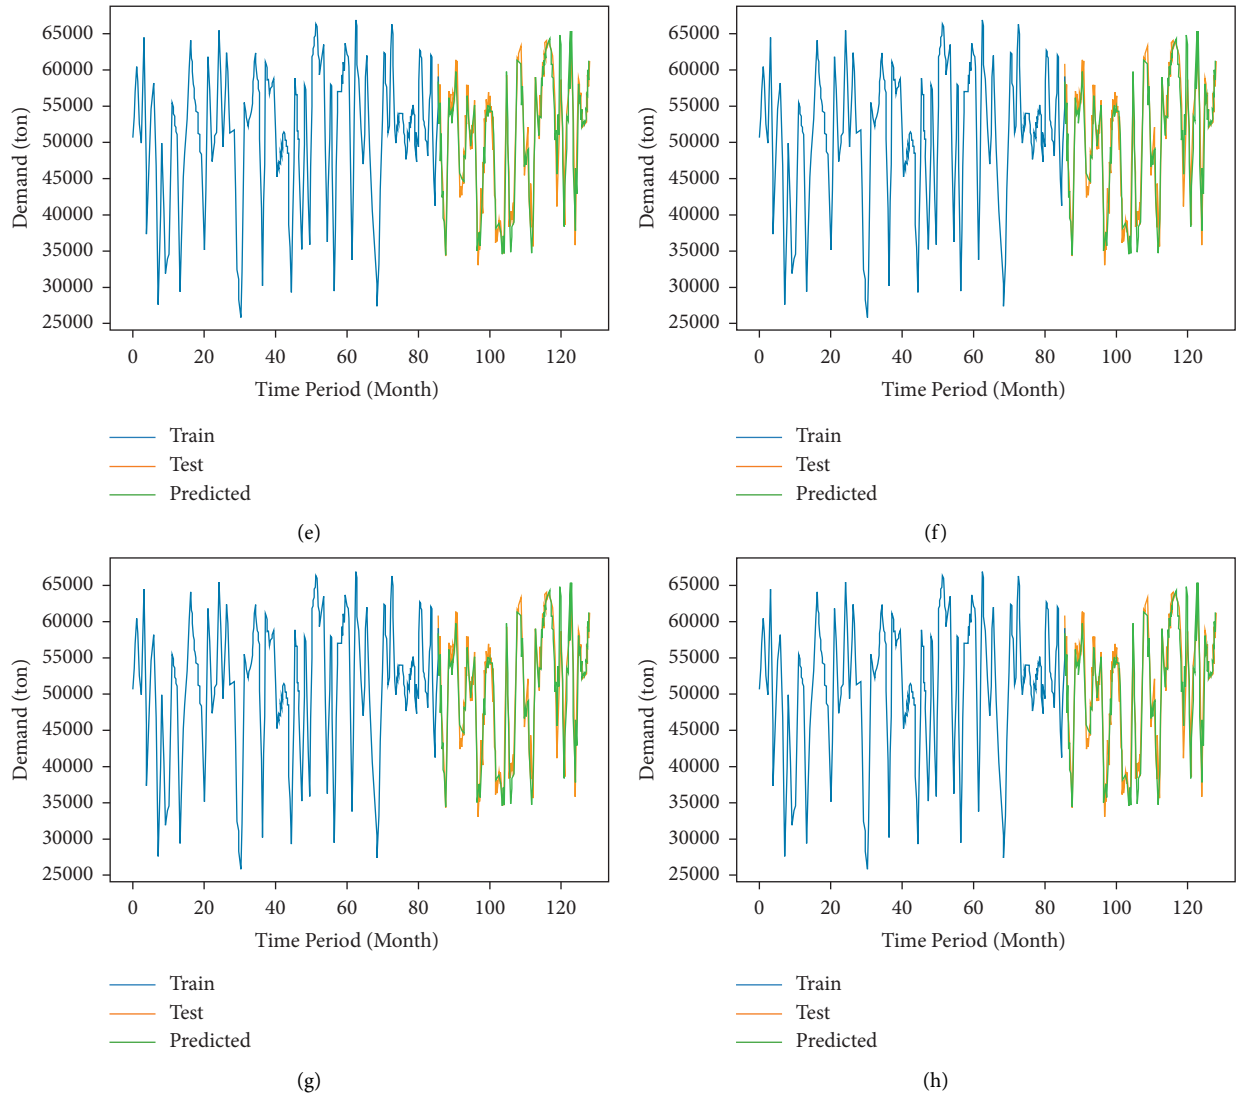 65000
60000
55000
50000
45000
40000
35000
30000
25000
Demand (ton)
0 20 40 60 80 100 120
Time Period (Month)
Train
Test
Predicted
(e)
65000
60000
55000
50000
45000
40000
35000
30000
25000
Demand (ton)
0 20 40 60 80 100 120
Time Period (Month)
Train
Test
Predicted
(f)
65000
60000
55000
50000
45000
40000
35000
30000
25000
Demand (ton)
0 20 40 60 80 100 120
Time Period (Month)
Train
Test
Predicted
(g)
65000
60000
55000
50000
45000
40000
35000
30000
25000
Demand (ton)
0 20 40 60 80 100 120
Time Period (Month)
Train
Test
Predicted
(h)